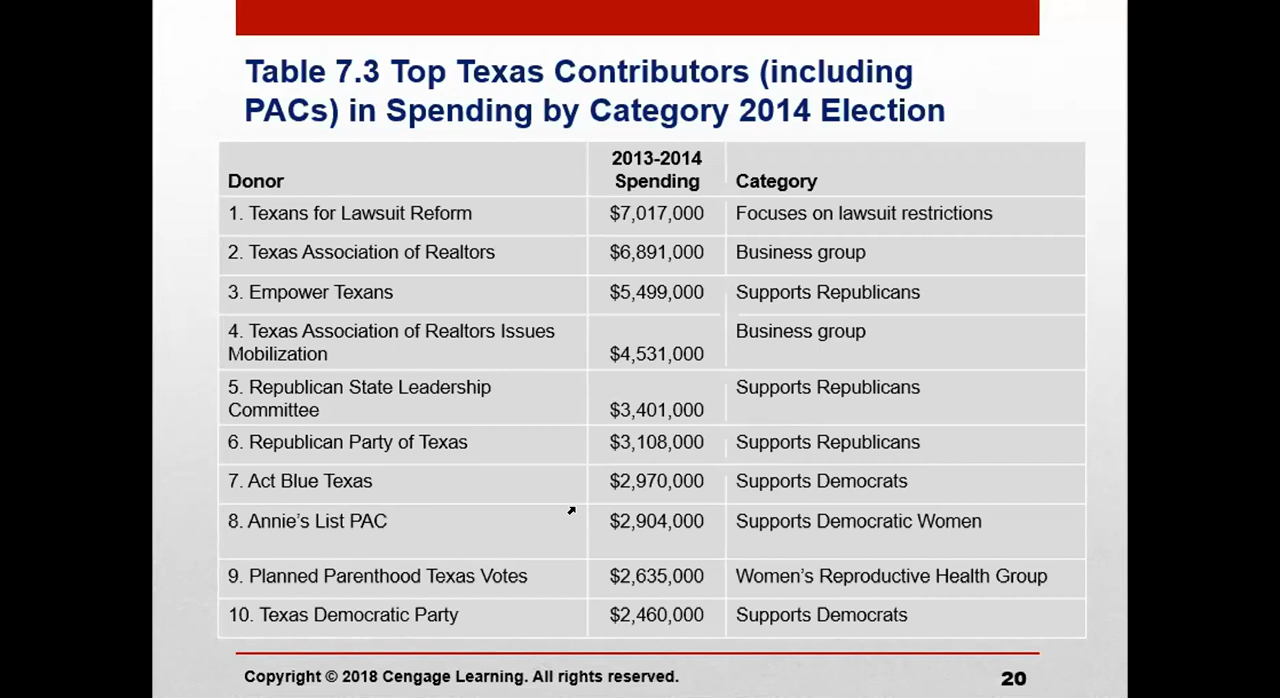 Table 7.3 Top Texas Contributors (including
PACs) in Spending by Category 2014 Election
2013-2014
Donor Spending Category
1. Texans for Lawsuit Reform $7,017,000 Focuses on lawsuit restrictions
2. Texas Association of Realtors $6,891,000 Business group
3. Empower Texans $5,499,000 Supports Republicans
4. Texas Association of Realtors Issues Business group
Mobilization $4,531,000
5. Republican State Leadership Supports Republicans
Committee $3,401,000
6. Republican Party of Texas $3,108,000 Supports Republicans
7. Act Blue Texas $2,970,000 Supports Democrats
8. Annie’s List PAC $2,904,000 Supports Democratic Women
9. Planned Parenthood Texas Votes $2,635,000 Women’s Reproductive Health Group
10. Texas Democratic Party $2,460,000 Supports Democrats
Copyright © 2018 Cengage Learning. All rights reserved. 20